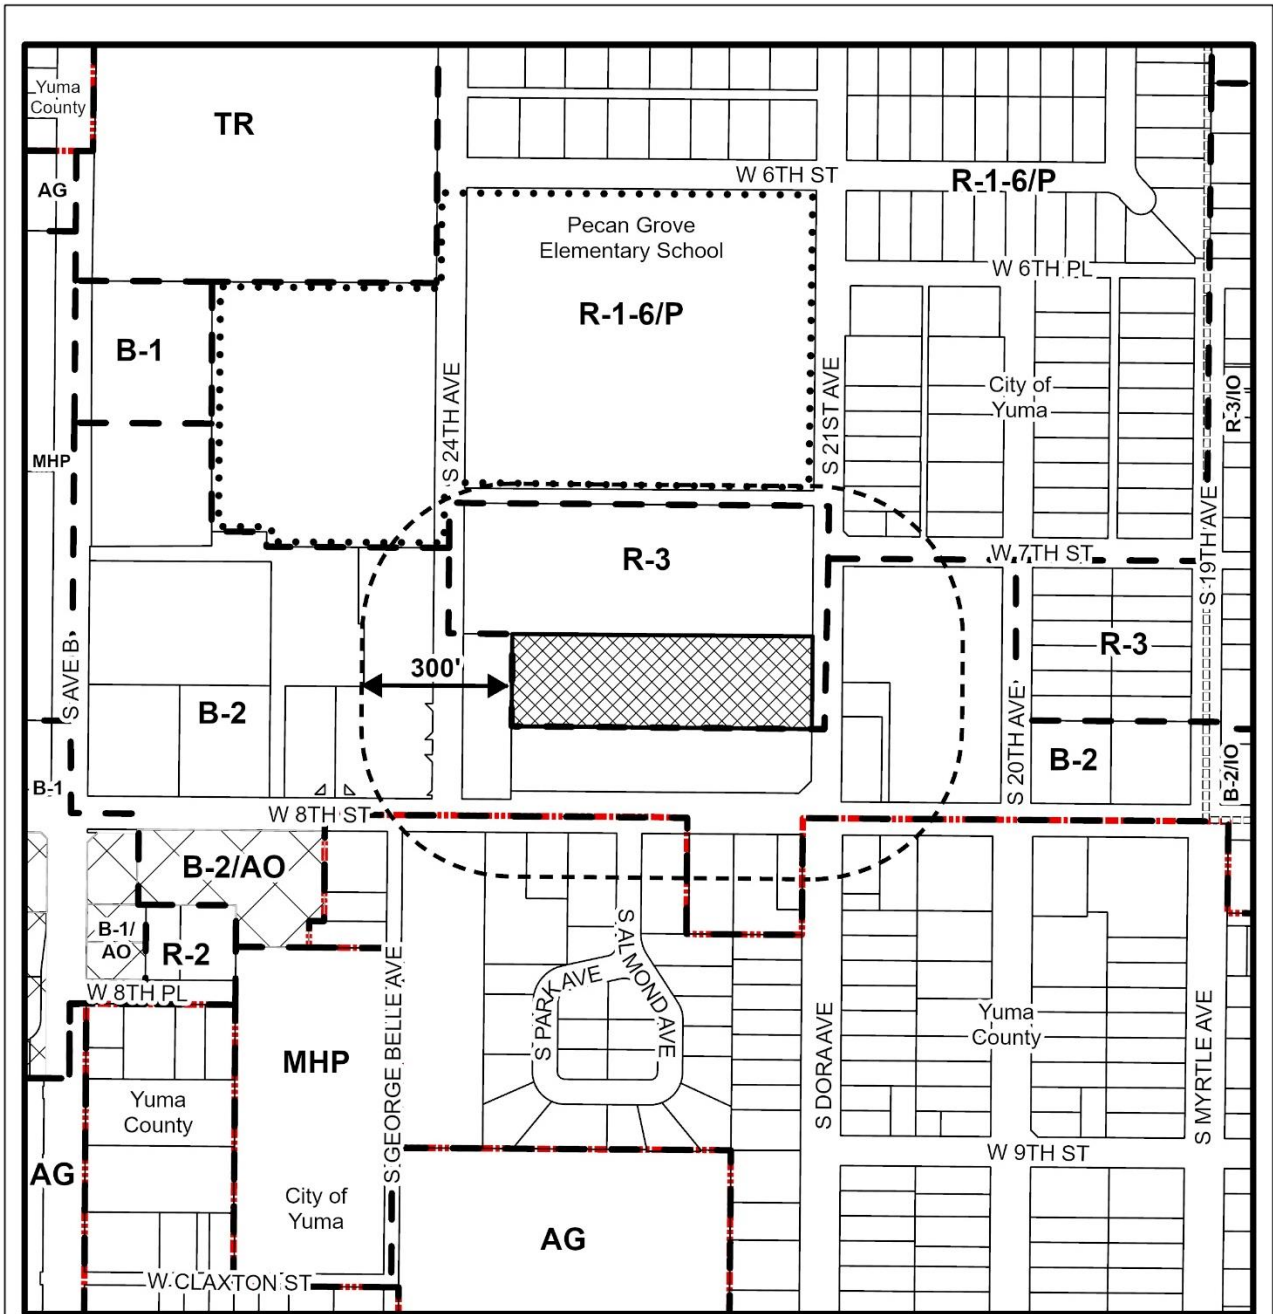 Yuma
County
TR
W 6TH ST
R-1-6/P
AG
Pecan Grove
Elementary School
W 6TH PL
R-1-6/P
B-1
S 24TH AVE
S 21ST AVE
City of
Yuma
R-3/IO
MHP
S 19TH AVE
W 7TH ST
R-3
R-3
300'
S AVE B
B-2
S 20TH AVE
B-2
B-2/IO
B-1
W 8TH ST
B-2/AO
B-1/
AO
R-2
W 8TH PL
S GEORGE BELLE AVE
S PARK AVE
S ALMOND AVE
S DORA AVE
Yuma
County
S MYRTLE AVE
MHP
Yuma
County
W 9TH ST
AG
City of
Yuma
AG
W CLAXTON ST